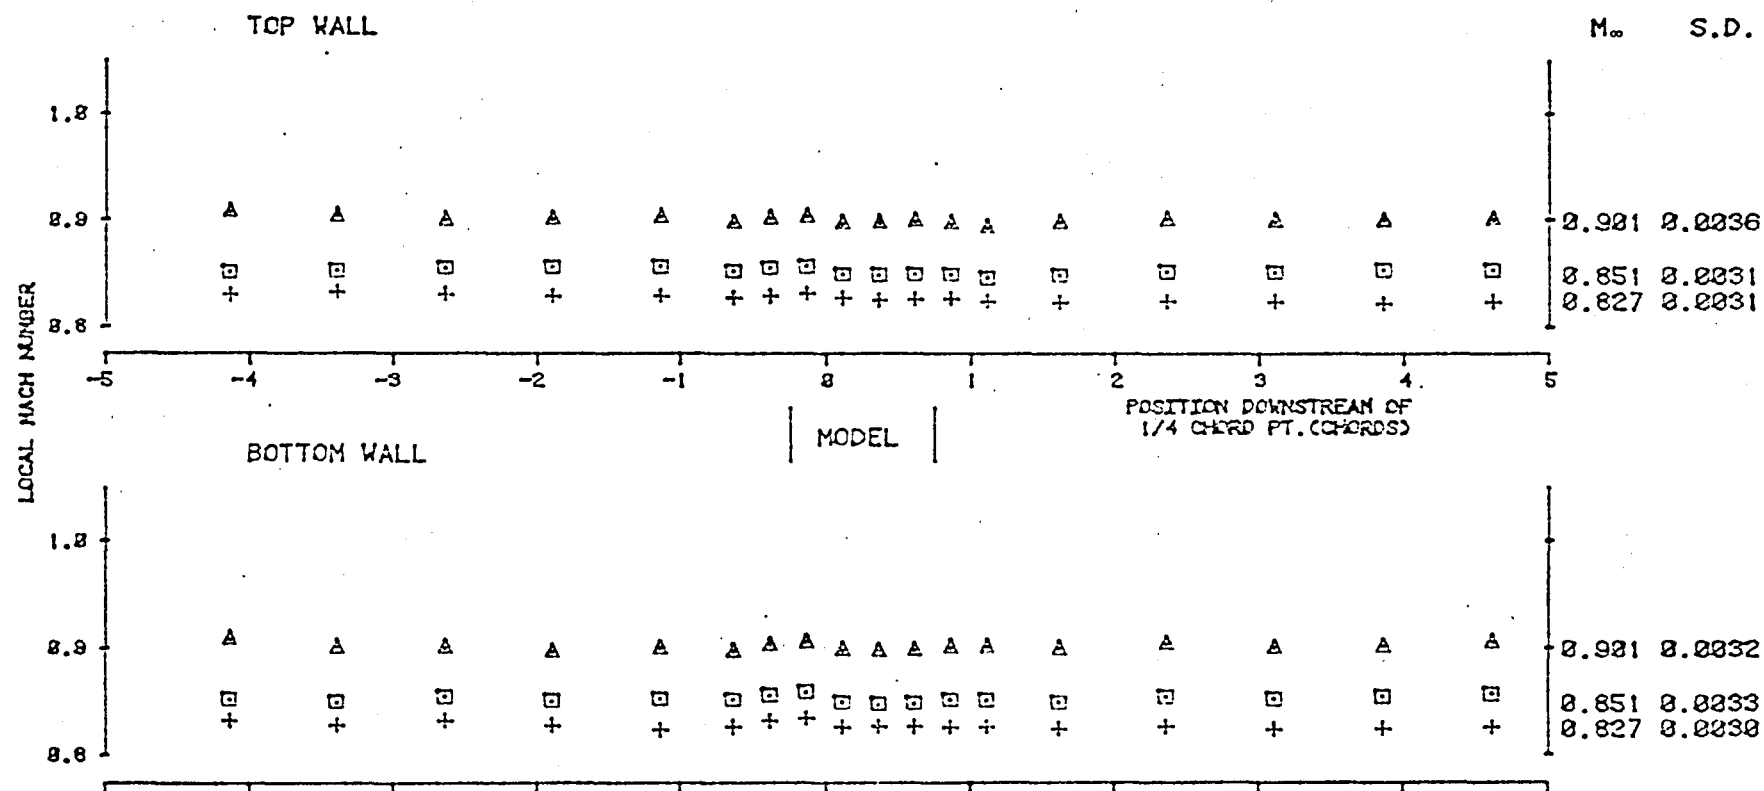 TOP WALL
M∞ S.D.
1.0
0.9
0.901 0.0036
0.851 0.0031
0.827 0.0031
0.8
LOCAL MACH NUMBER
-5 -4 -3 -2 -1 0 1 2 3 4 5
POSITION DOWNSTREAM OF
1/4 CHORD PT.(CHORDS)
MODEL
BOTTOM WALL
1.0
0.9
0.901 0.0032
0.851 0.0033
0.827 0.0030
0.8